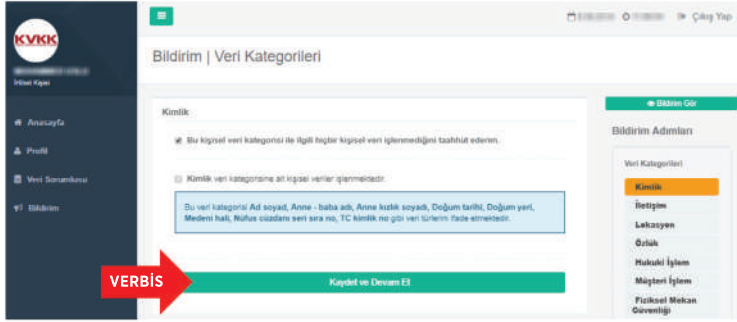 KVKK
Çıkış Yap
Bildirim | Veri Kategorileri
İrtibat Kişisi
Anasayfa
Profil
Veri Sorumlusu
Bildirim
Kimlik
Bu kişisel veri kategorisi ile ilgili hiçbir kişisel veri işlenmediğini taahhüt ederim.
Kimlik veri kategorisine ait kişisel veriler işlenmektedir.
Bu veri kategorisi Ad soyad, Anne - baba adı, Anne kızlık soyadı, Doğum tarihi, Doğum yeri,
Medeni hali, Nüfus cüzdanı seri sıra no, TC kimlik no gibi veri türlerini ifade etmektedir.
VERBİS
Kaydet ve Devam Et
Bildirim Gör
Bildirim Adımları
Veri Kategorileri
Kimlik
İletişim
Lokasyon
Özlük
Hukuki İşlem
Müşteri İşlem
Fiziksel Mekan
Güvenliği